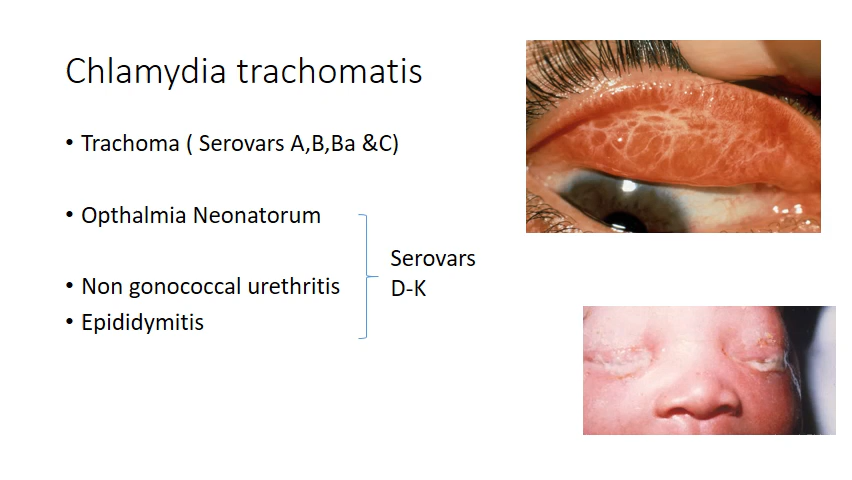 Chlamydia trachomatis
• Trachoma ( Serovars A,B,Ba &C)
• Opthalmia Neonatorum
• Non gonococcal urethritis
• Epididymitis
Serovars
D-K